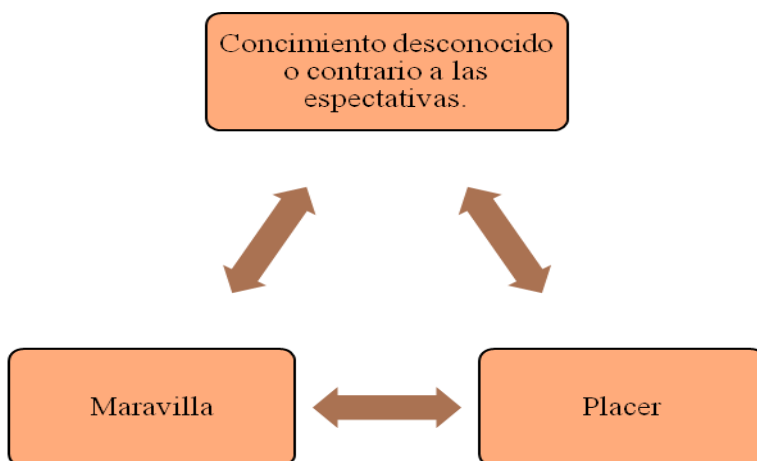 Concimiento desconocido
o contrario a las
espectativas.
Maravilla
Placer